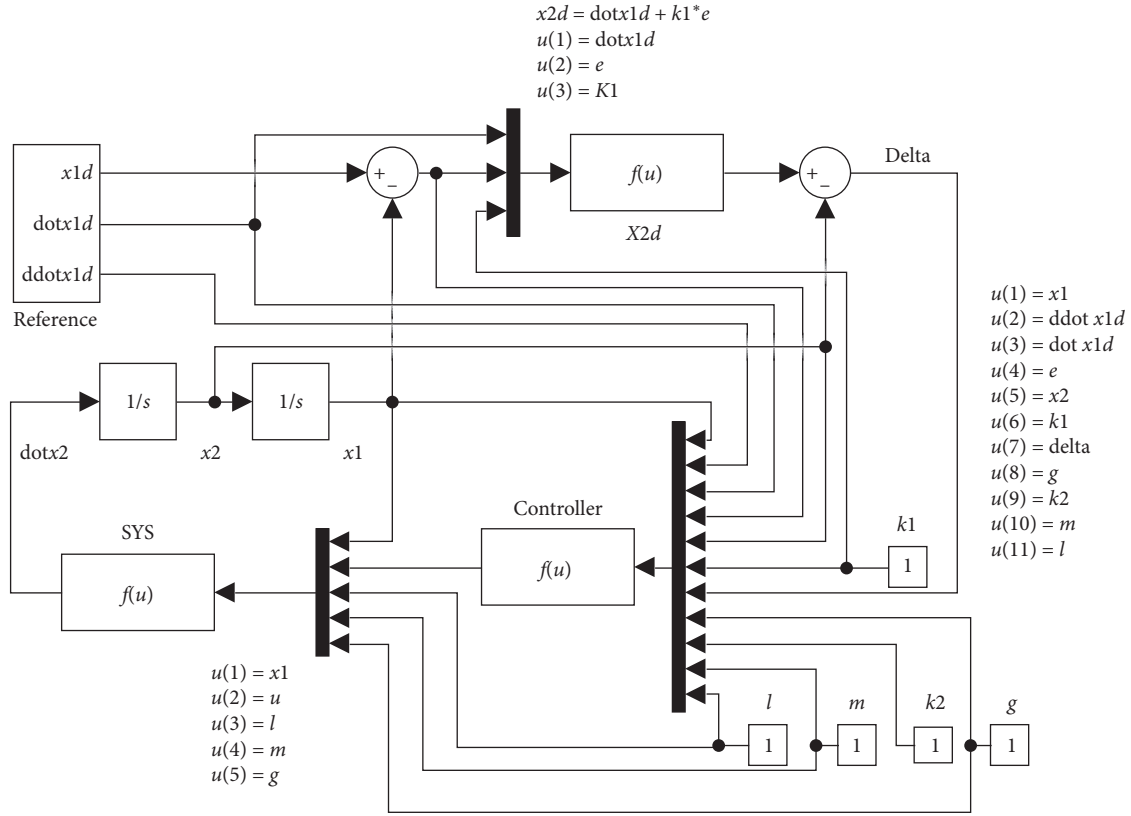 x2d = dotx1d + k1*e
u(1) = dotx1d
u(2) = e
u(3) = K1
x1d
dotx1d
ddotx1d
Reference
+
−
f(u)
X2d
+
−
Delta
u(1) = x1
u(2) = ddot x1d
u(3) = dot x1d
u(4) = e
u(5) = x2
u(6) = k1
u(7) = delta
u(8) = g
u(9) = k2
u(10) = m
u(11) = l
1/s
1/s
dotx2
x2
x1
SYS
f(u)
Controller
f(u)
k1
1
u(1) = x1
u(2) = u
u(3) = l
u(4) = m
u(5) = g
l
m
k2
g
1
1
1
1